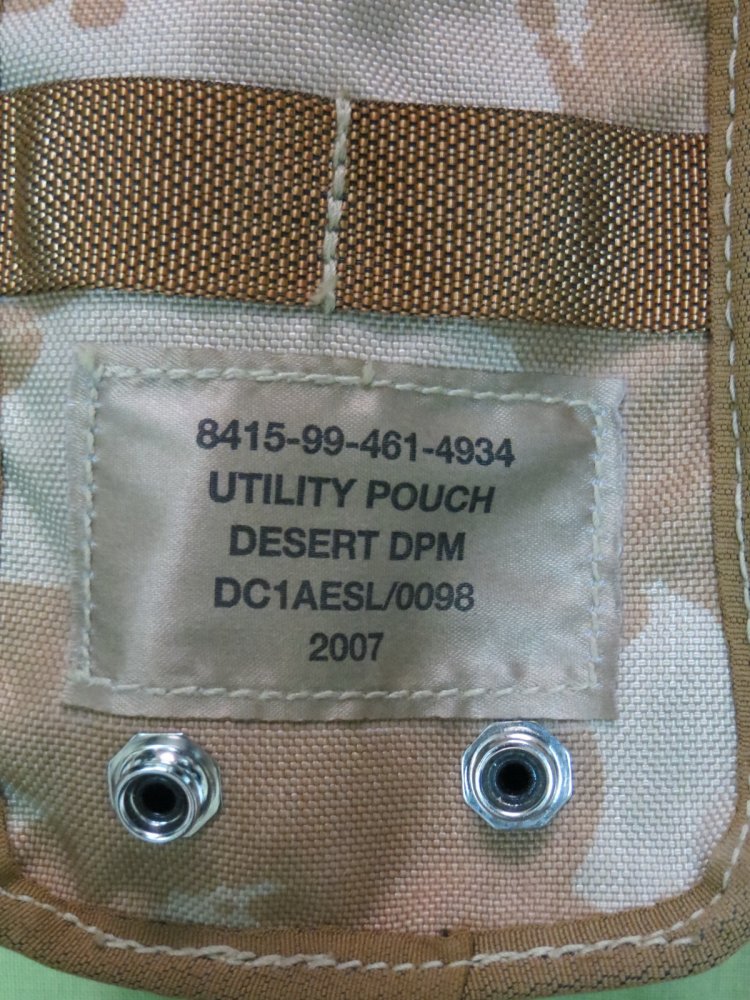 8415-99-461-4934
UTILITY POUCH
DESERT DPM
DC1AESL/0098
2007